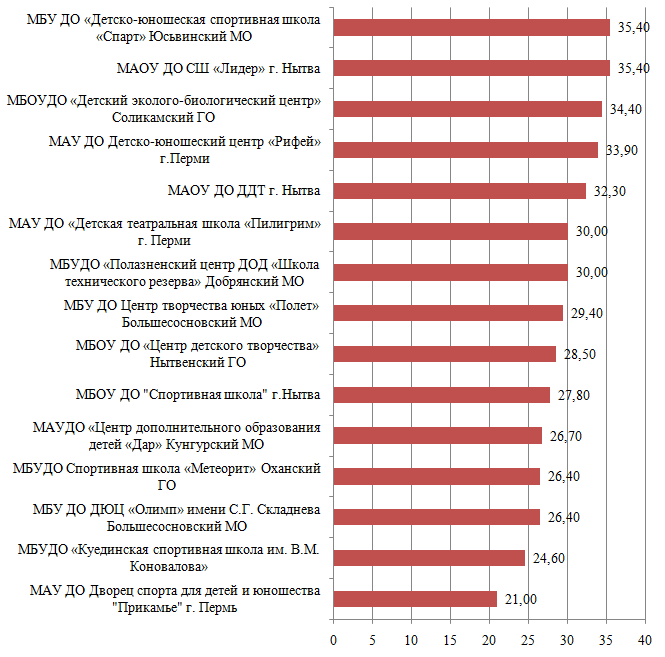 МБУ ДО «Детско-юношеская спортивная школа
«Спарт» Юсьвинский МО
35,40
МАОУ ДО СШ «Лидер» г. Нытва
35,40
МБОУДО «Детский эколого-биологический центр»
Соликамский ГО
34,40
МАУ ДО Детско-юношеский центр «Рифей»
г.Перми
33,90
МАОУ ДО ДДТ г. Нытва
32,30
МАУ ДО «Детская театральная школа «Пилигрим»
г. Перми
30,00
МБУДО «Полазненский центр ДОД «Школа
технического резерва» Добрянский МО
30,00
МБУ ДО Центр творчества юных «Полет»
Большесосновский МО
29,40
МБОУ ДО «Центр детского творчества»
Нытвенский ГО
28,50
МБОУ ДО "Спортивная школа" г.Нытва
27,80
МАУДО «Центр дополнительного образования
детей «Дар» Кунгурский МО
26,70
МБУДО Спортивная школа «Метеорит» Оханский
ГО
26,40
МБУ ДО ДЮЦ «Олимп» имени С.Г. Складнева
Большесосновский МО
26,40
МБУДО «Куединская спортивная школа им. В.М.
Коновалова»
24,60
МАУ ДО Дворец спорта для детей и юношества
"Прикамье" г. Пермь
21,00
0 5 10 15 20 25 30 35 40